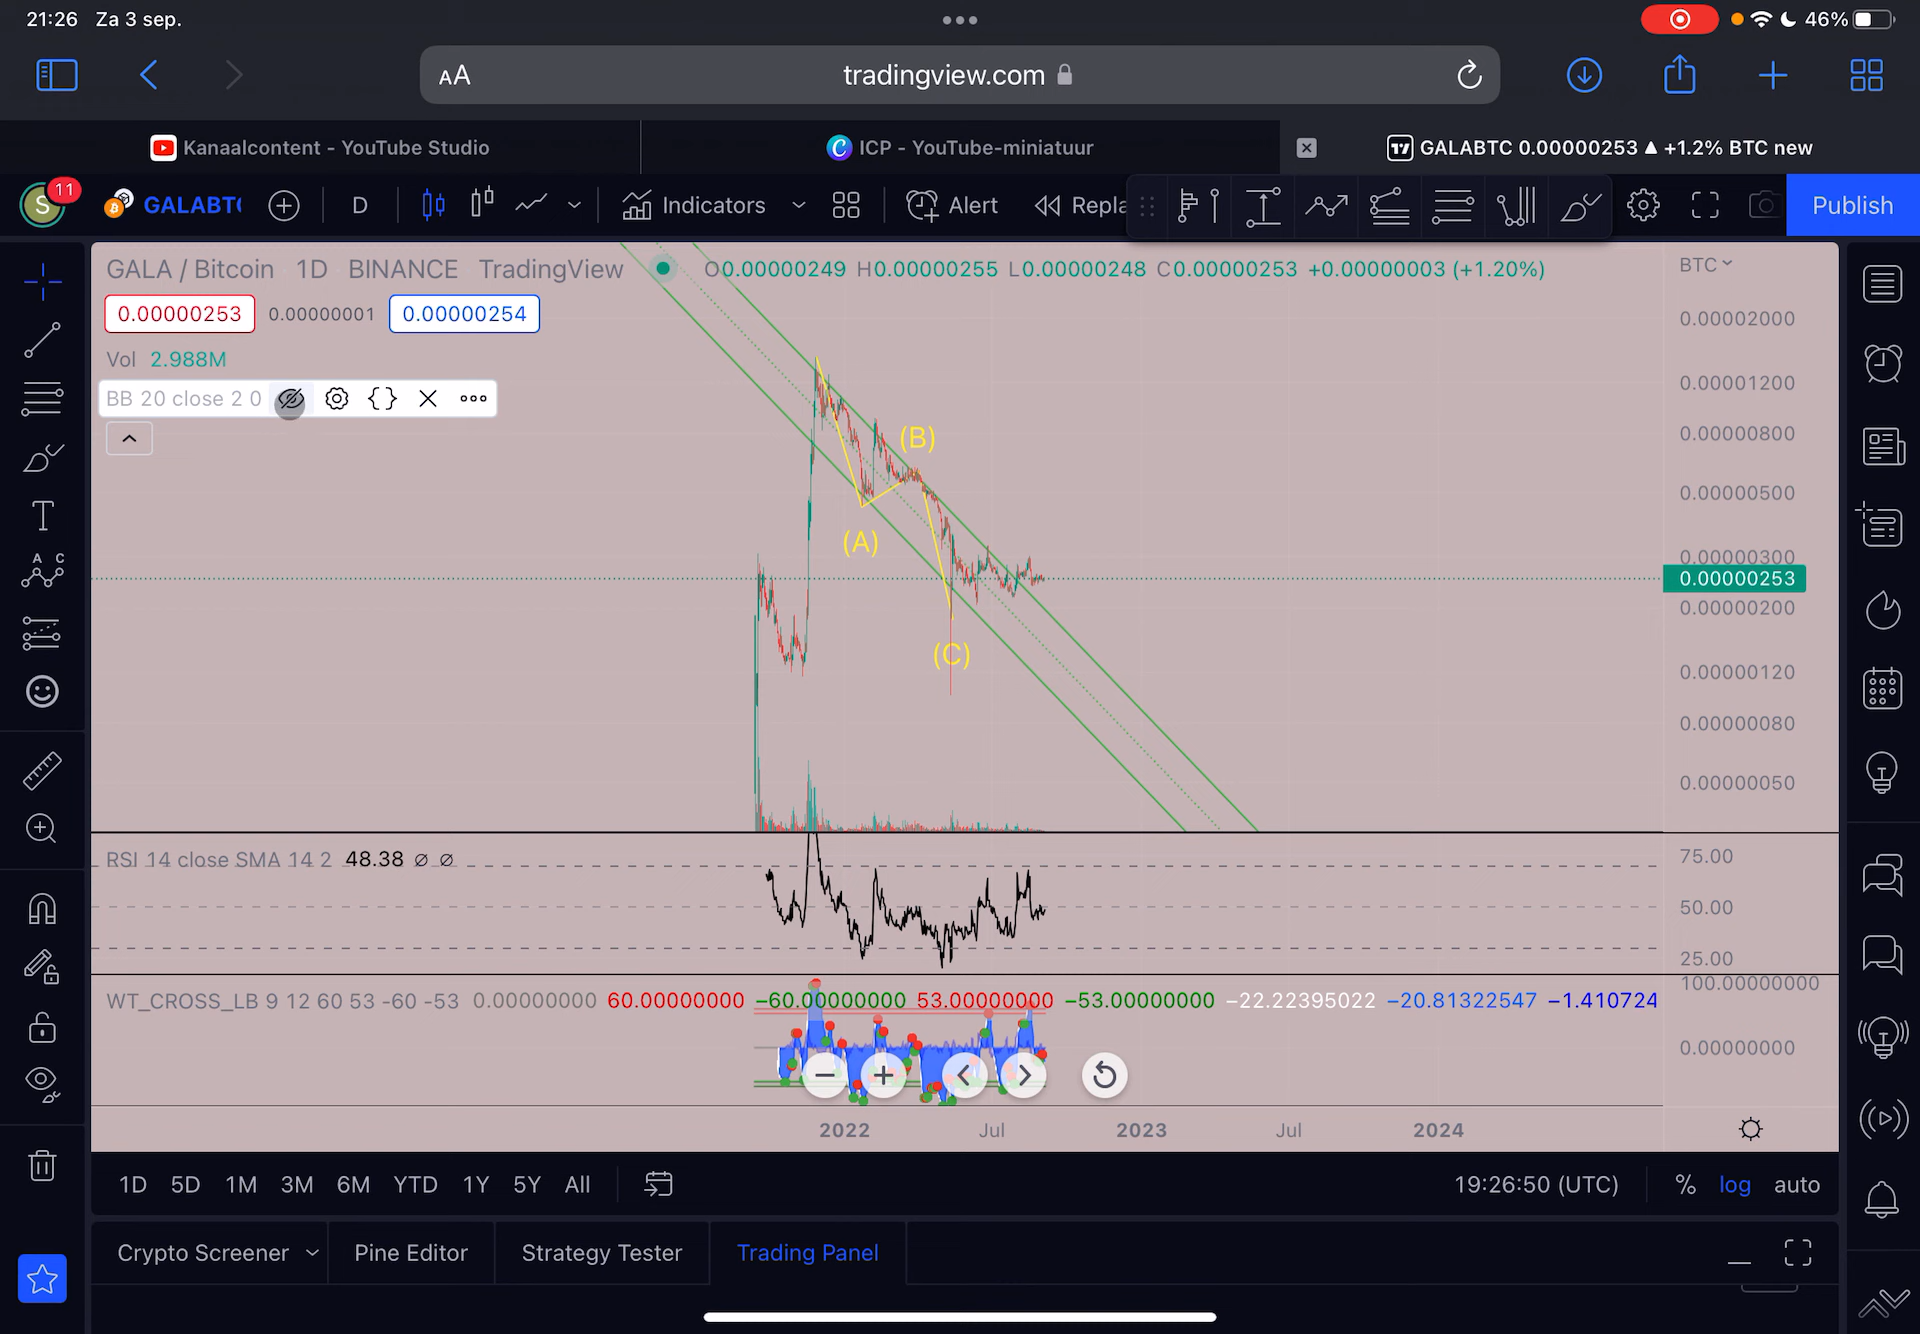 21:26 Za 3 sep.
46%
AA tradingview.com
Kanaalcontent - YouTube Studio
ICP - YouTube-miniatuur
GALABTC 0.00000253 ▲ +1.2% BTC new
S 11 GALABT D Indicators Alert Repla Publish
GALA / Bitcoin 1D BINANCE TradingView O0.00000249 H0.00000255 L0.00000248 C0.00000253 +0.00000003 (+1.20%)
BTC
0.00000253 0.00000001 0.00000254
Vol 2.988M
BB 20 close 2 0
0.00002000
0.00001200
0.00000800
0.00000500
0.00000300
0.00000253
0.00000200
0.00000120
0.00000080
0.00000050
(B)
(A)
(C)
RSI 14 close SMA 14 2 48.38 ∅ ∅
75.00
50.00
25.00
WT_CROSS_LB 9 12 60 53 -60 -53 0.00000000 60.00000000 −60.00000000 53.00000000 −53.00000000 −22.22395022 −20.81322547 −1.410724
100.00000000
0.00000000
2022 Jul 2023 Jul 2024
1D 5D 1M 3M 6M YTD 1Y 5Y All 19:26:50 (UTC) % log auto
Crypto Screener Pine Editor Strategy Tester Trading Panel